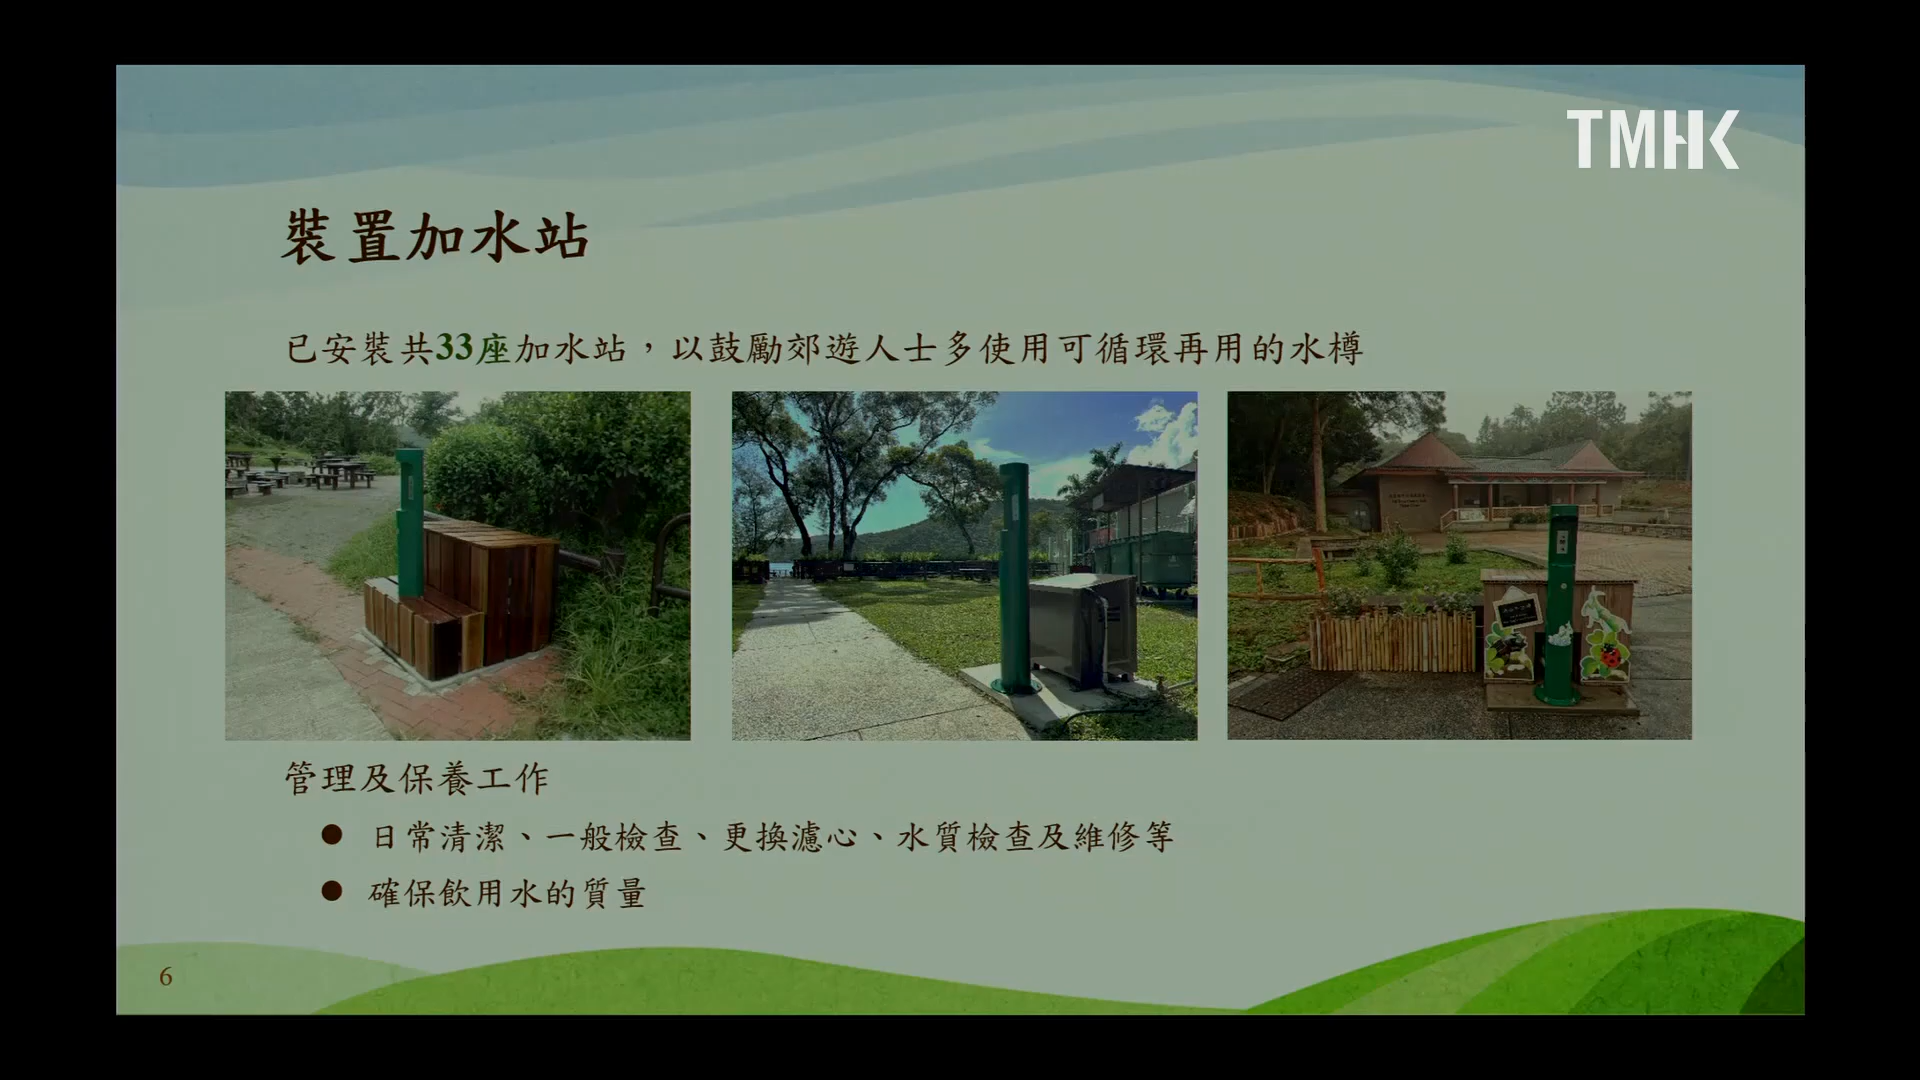 TMHK
裝置加水站
已安裝共33座加水站，以鼓勵郊遊人士多使用可循環再用的水樽
管理及保養工作
● 日常清潔、一般檢查、更換濾心、水質檢查及維修等
● 確保飲用水的質量
6